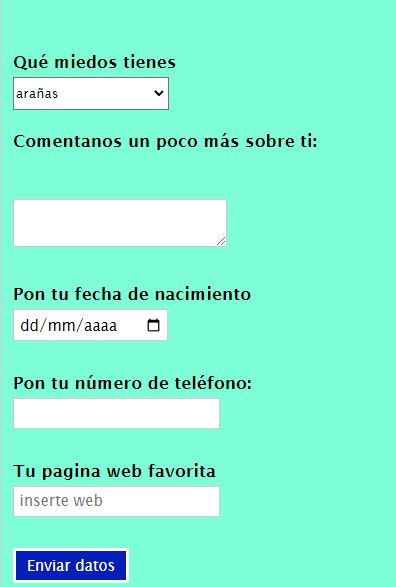 Qué miedos tienes
arañas
Comentanos un poco más sobre ti:
Pon tu fecha de nacimiento
dd/mm/aaaa
Pon tu número de teléfono:
Tu pagina web favorita
inserte web
Enviar datos